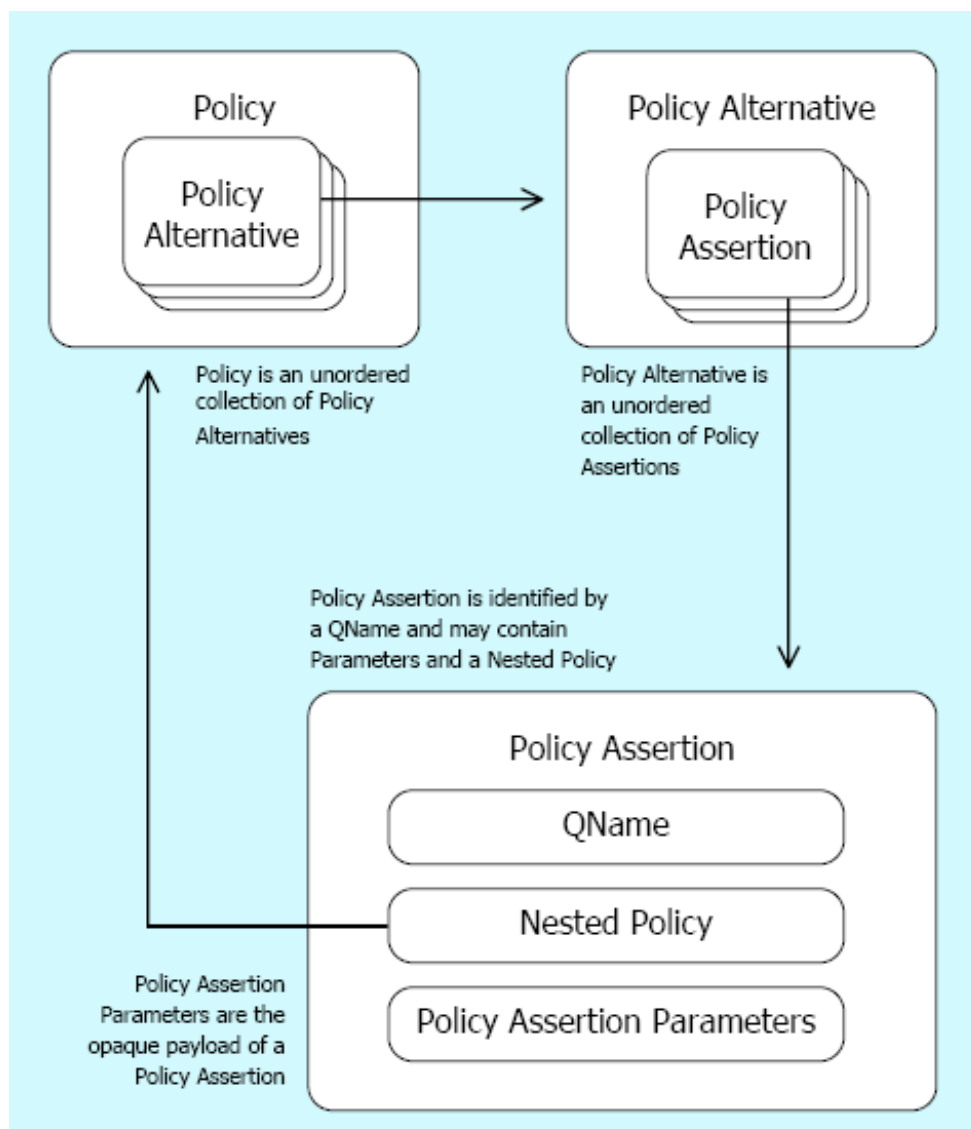 Policy
Policy
Alternative
Policy is an unordered
collection of Policy
Alternatives
Policy Alternative
Policy
Assertion
Policy Alternative is
an unordered
collection of Policy
Assertions
Policy Assertion is identified by
a QName and may contain
Parameters and a Nested Policy
Policy Assertion
QName
Nested Policy
Policy Assertion Parameters
Policy Assertion
Parameters are the
opaque payload of a
Policy Assertion